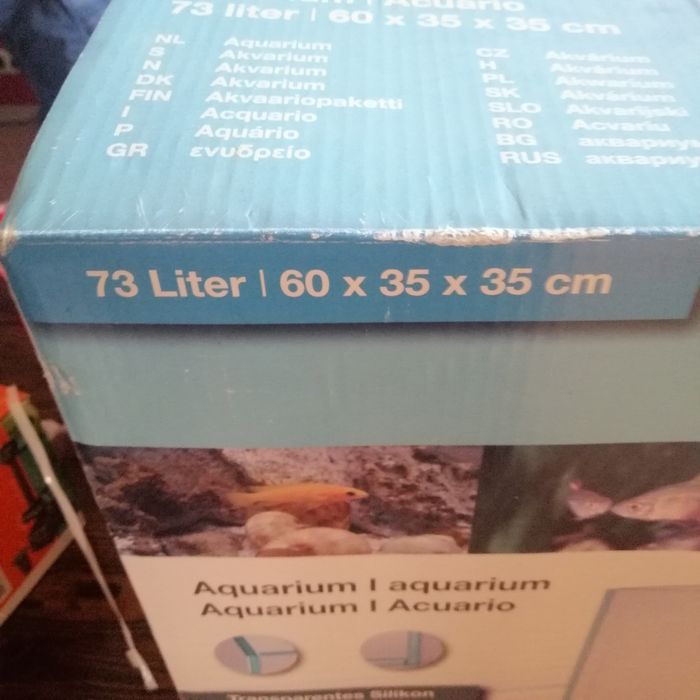 Acuario
73 liter | 60 x 35 x 35 cm
NL Aquarium
S Akvarium
N Akvarium
DK Akvarium
FIN Akvaariopaketti
I Acquario
P Aquário
GR ενυδρείο
CZ Akvárium
H Akvárium
PL Akwarium
SK Akvárium
SLO Akvarijski
RO Acvariu
BG
RUS
73 Liter | 60 x 35 x 35 cm
Aquarium | aquarium
Aquarium | Acuario
Transparentes Silikon